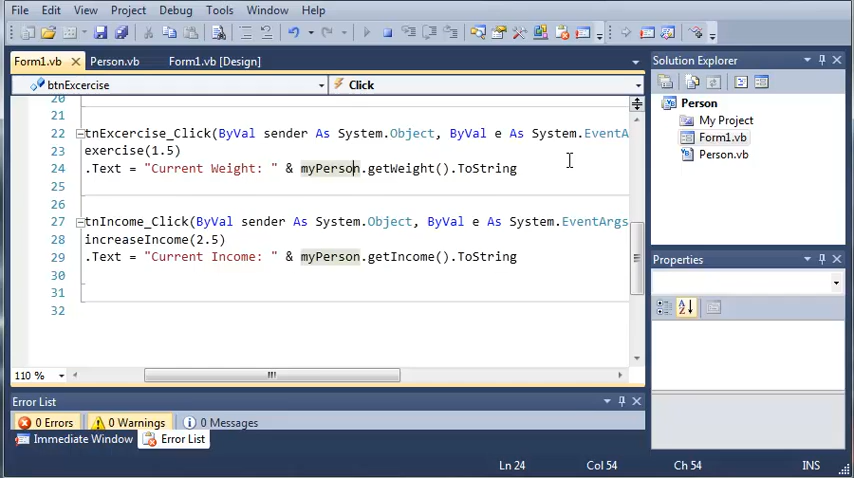 File Edit View Project Debug Tools Window Help
Form1.vb Person.vb Form1.vb [Design]
btnExcercise Click
20
21
22 tnExcercise_Click(ByVal sender As System.Object, ByVal e As System.EventA
23 exercise(1.5)
24 .Text = "Current Weight: " & myPerson.getWeight().ToString
25
26
27 tnIncome_Click(ByVal sender As System.Object, ByVal e As System.EventArgs
28 increaseIncome(2.5)
29 .Text = "Current Income: " & myPerson.getIncome().ToString
30
31
32
110 %
Error List
0 Errors 0 Warnings 0 Messages
Immediate Window Error List
Solution Explorer
Person
My Project
Form1.vb
Person.vb
Properties
Ln 24 Col 54 Ch 54 INS